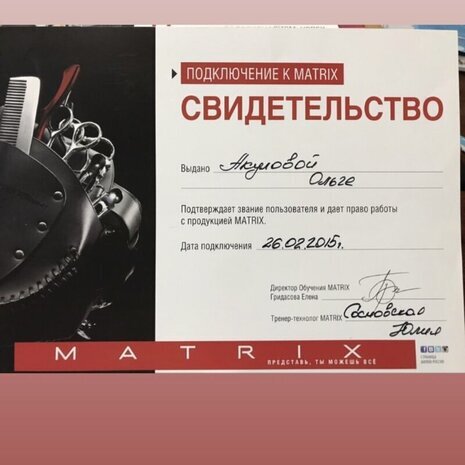 ПОДКЛЮЧЕНИЕ К MATRIX
СВИДЕТЕЛЬСТВО
Выдано Акуловой
Ольге
Подтверждает звание пользователя и дает право работы
с продукцией MATRIX.
Дата подключения 26.02.2015г.
Директор Обучения MATRIX
Гридасова Елена
Тренер-технолог MATRIX Сосновская
Юлия
MATRIX
ПРЕДСТАВЬ, ТЫ МОЖЕШЬ ВСЁ